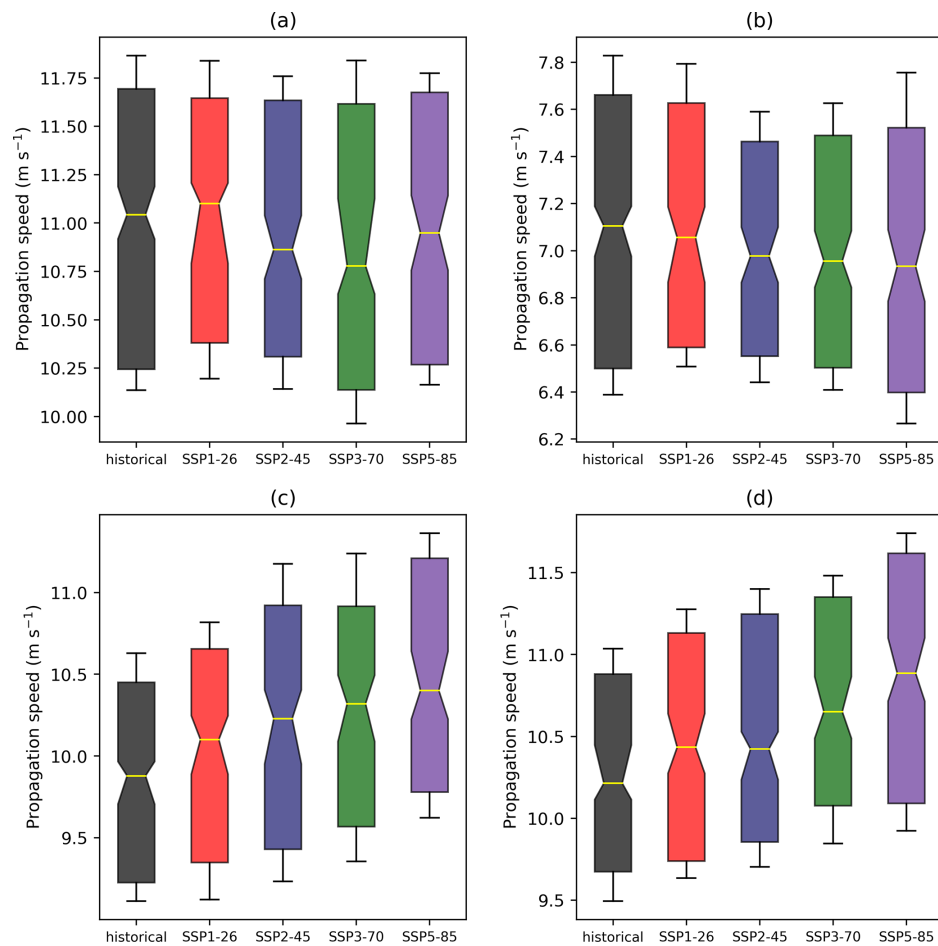 (a)
Propagation speed (m s⁻¹)
11.75
11.50
11.25
11.00
10.75
10.50
10.25
10.00
historical SSP1-26 SSP2-45 SSP3-70 SSP5-85
(b)
Propagation speed (m s⁻¹)
7.8
7.6
7.4
7.2
7.0
6.8
6.6
6.4
6.2
historical SSP1-26 SSP2-45 SSP3-70 SSP5-85
(c)
Propagation speed (m s⁻¹)
11.0
10.5
10.0
9.5
historical SSP1-26 SSP2-45 SSP3-70 SSP5-85
(d)
Propagation speed (m s⁻¹)
11.5
11.0
10.5
10.0
9.5
historical SSP1-26 SSP2-45 SSP3-70 SSP5-85